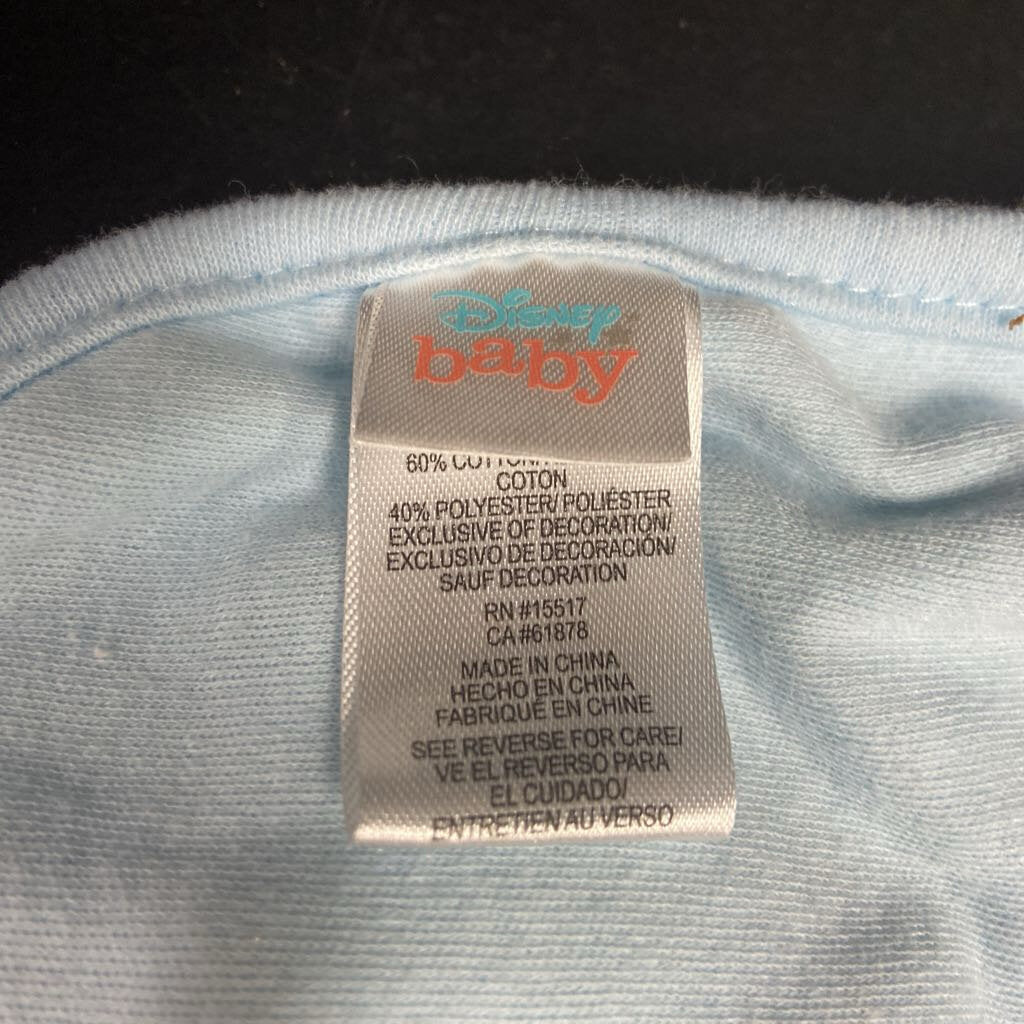 Disney
baby
60%
COTON
40% POLYESTER/ POLIÉSTER
EXCLUSIVE OF DECORATION/
EXCLUSIVO DE DECORACIÓN/
SAUF DECORATION
RN #15517
CA #61878
MADE IN CHINA
HECHO EN CHINA
FABRIQUÉ EN CHINE
SEE REVERSE FOR CARE/
VE EL REVERSO PARA
EL CUIDADO/
ENTRETIEN AU VERSO